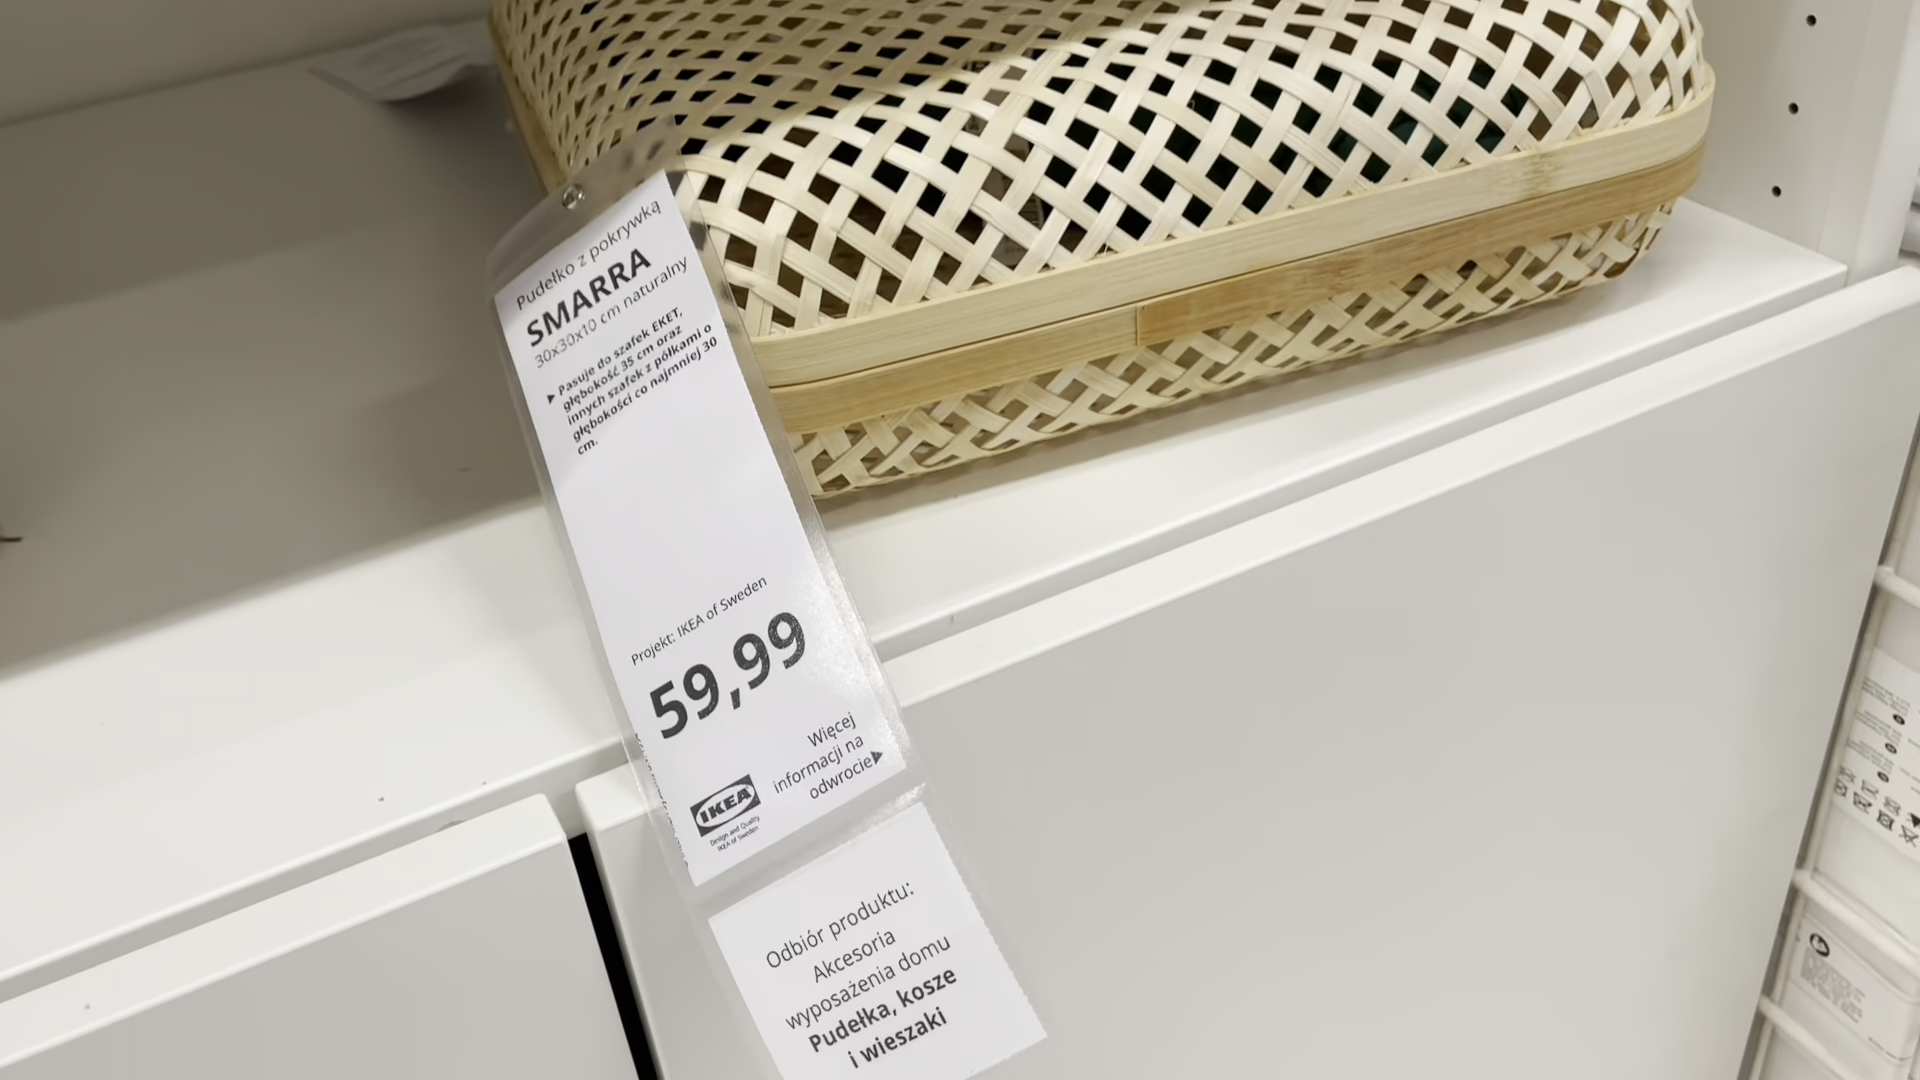 Pudełko z pokrywką
SMARRA
30x30x10 cm naturalny
▶ Pasuje do szafek EKET,
głębokość 35 cm oraz
innych szafek z półkami o
głębokości co najmniej 30
cm.
Projekt: IKEA of Sweden
59,99
Więcej
informacji na
odwrocie▶
IKEA
Design and Quality
IKEA of Sweden
Odbiór produktu:
Akcesoria
wyposażenia domu
Pudełka, kosze
i wieszaki